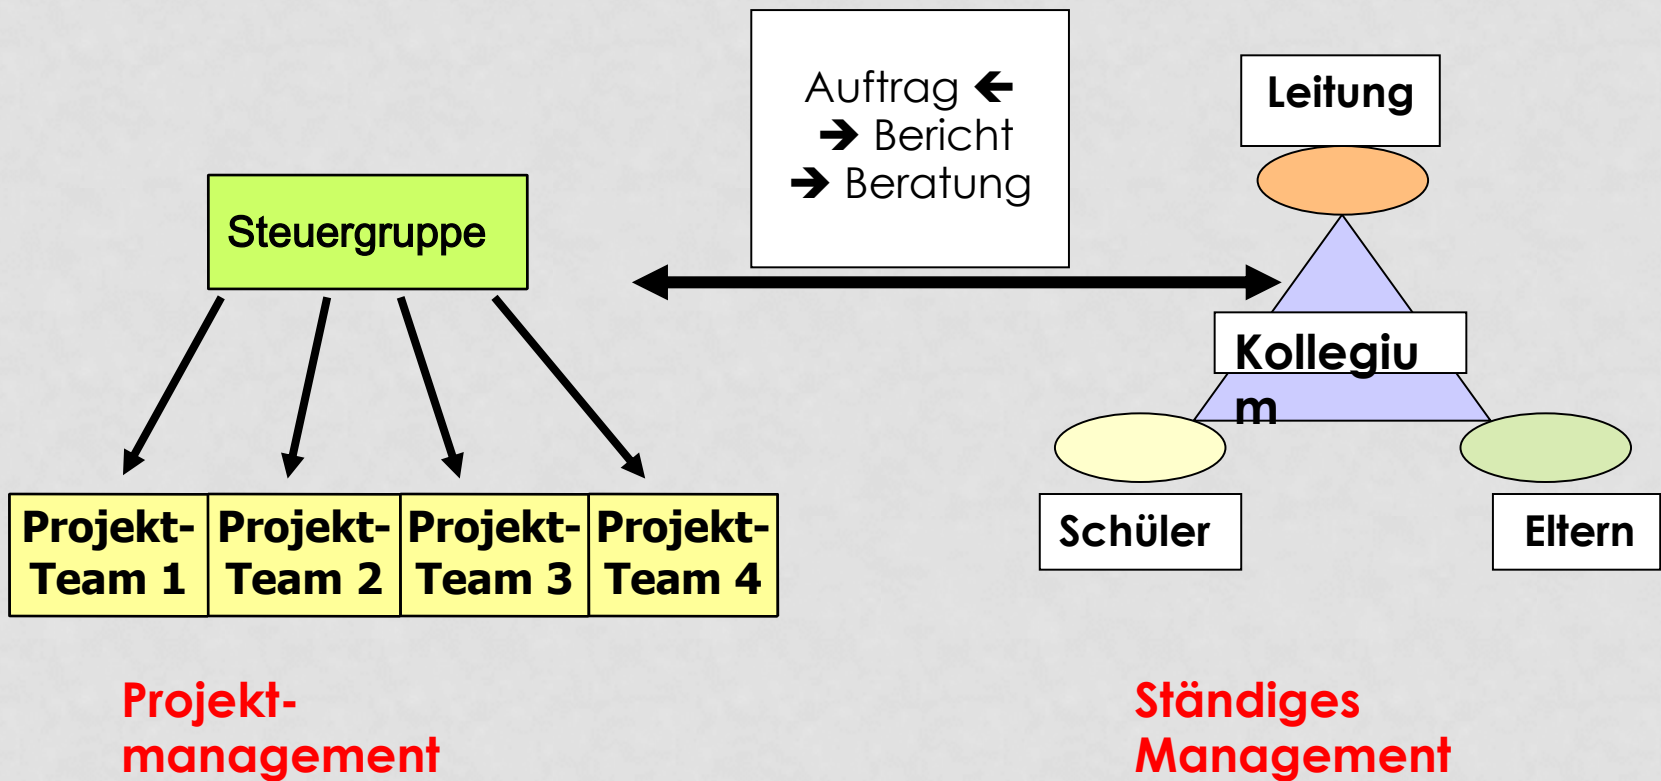 Auftrag ←
→ Bericht
→ Beratung
Leitung
Steuergruppe
Kollegiu
m
Projekt-
Team 1
Projekt-
Team 2
Projekt-
Team 3
Projekt-
Team 4
Schüler
Eltern
Projekt-
management
Ständiges
Management